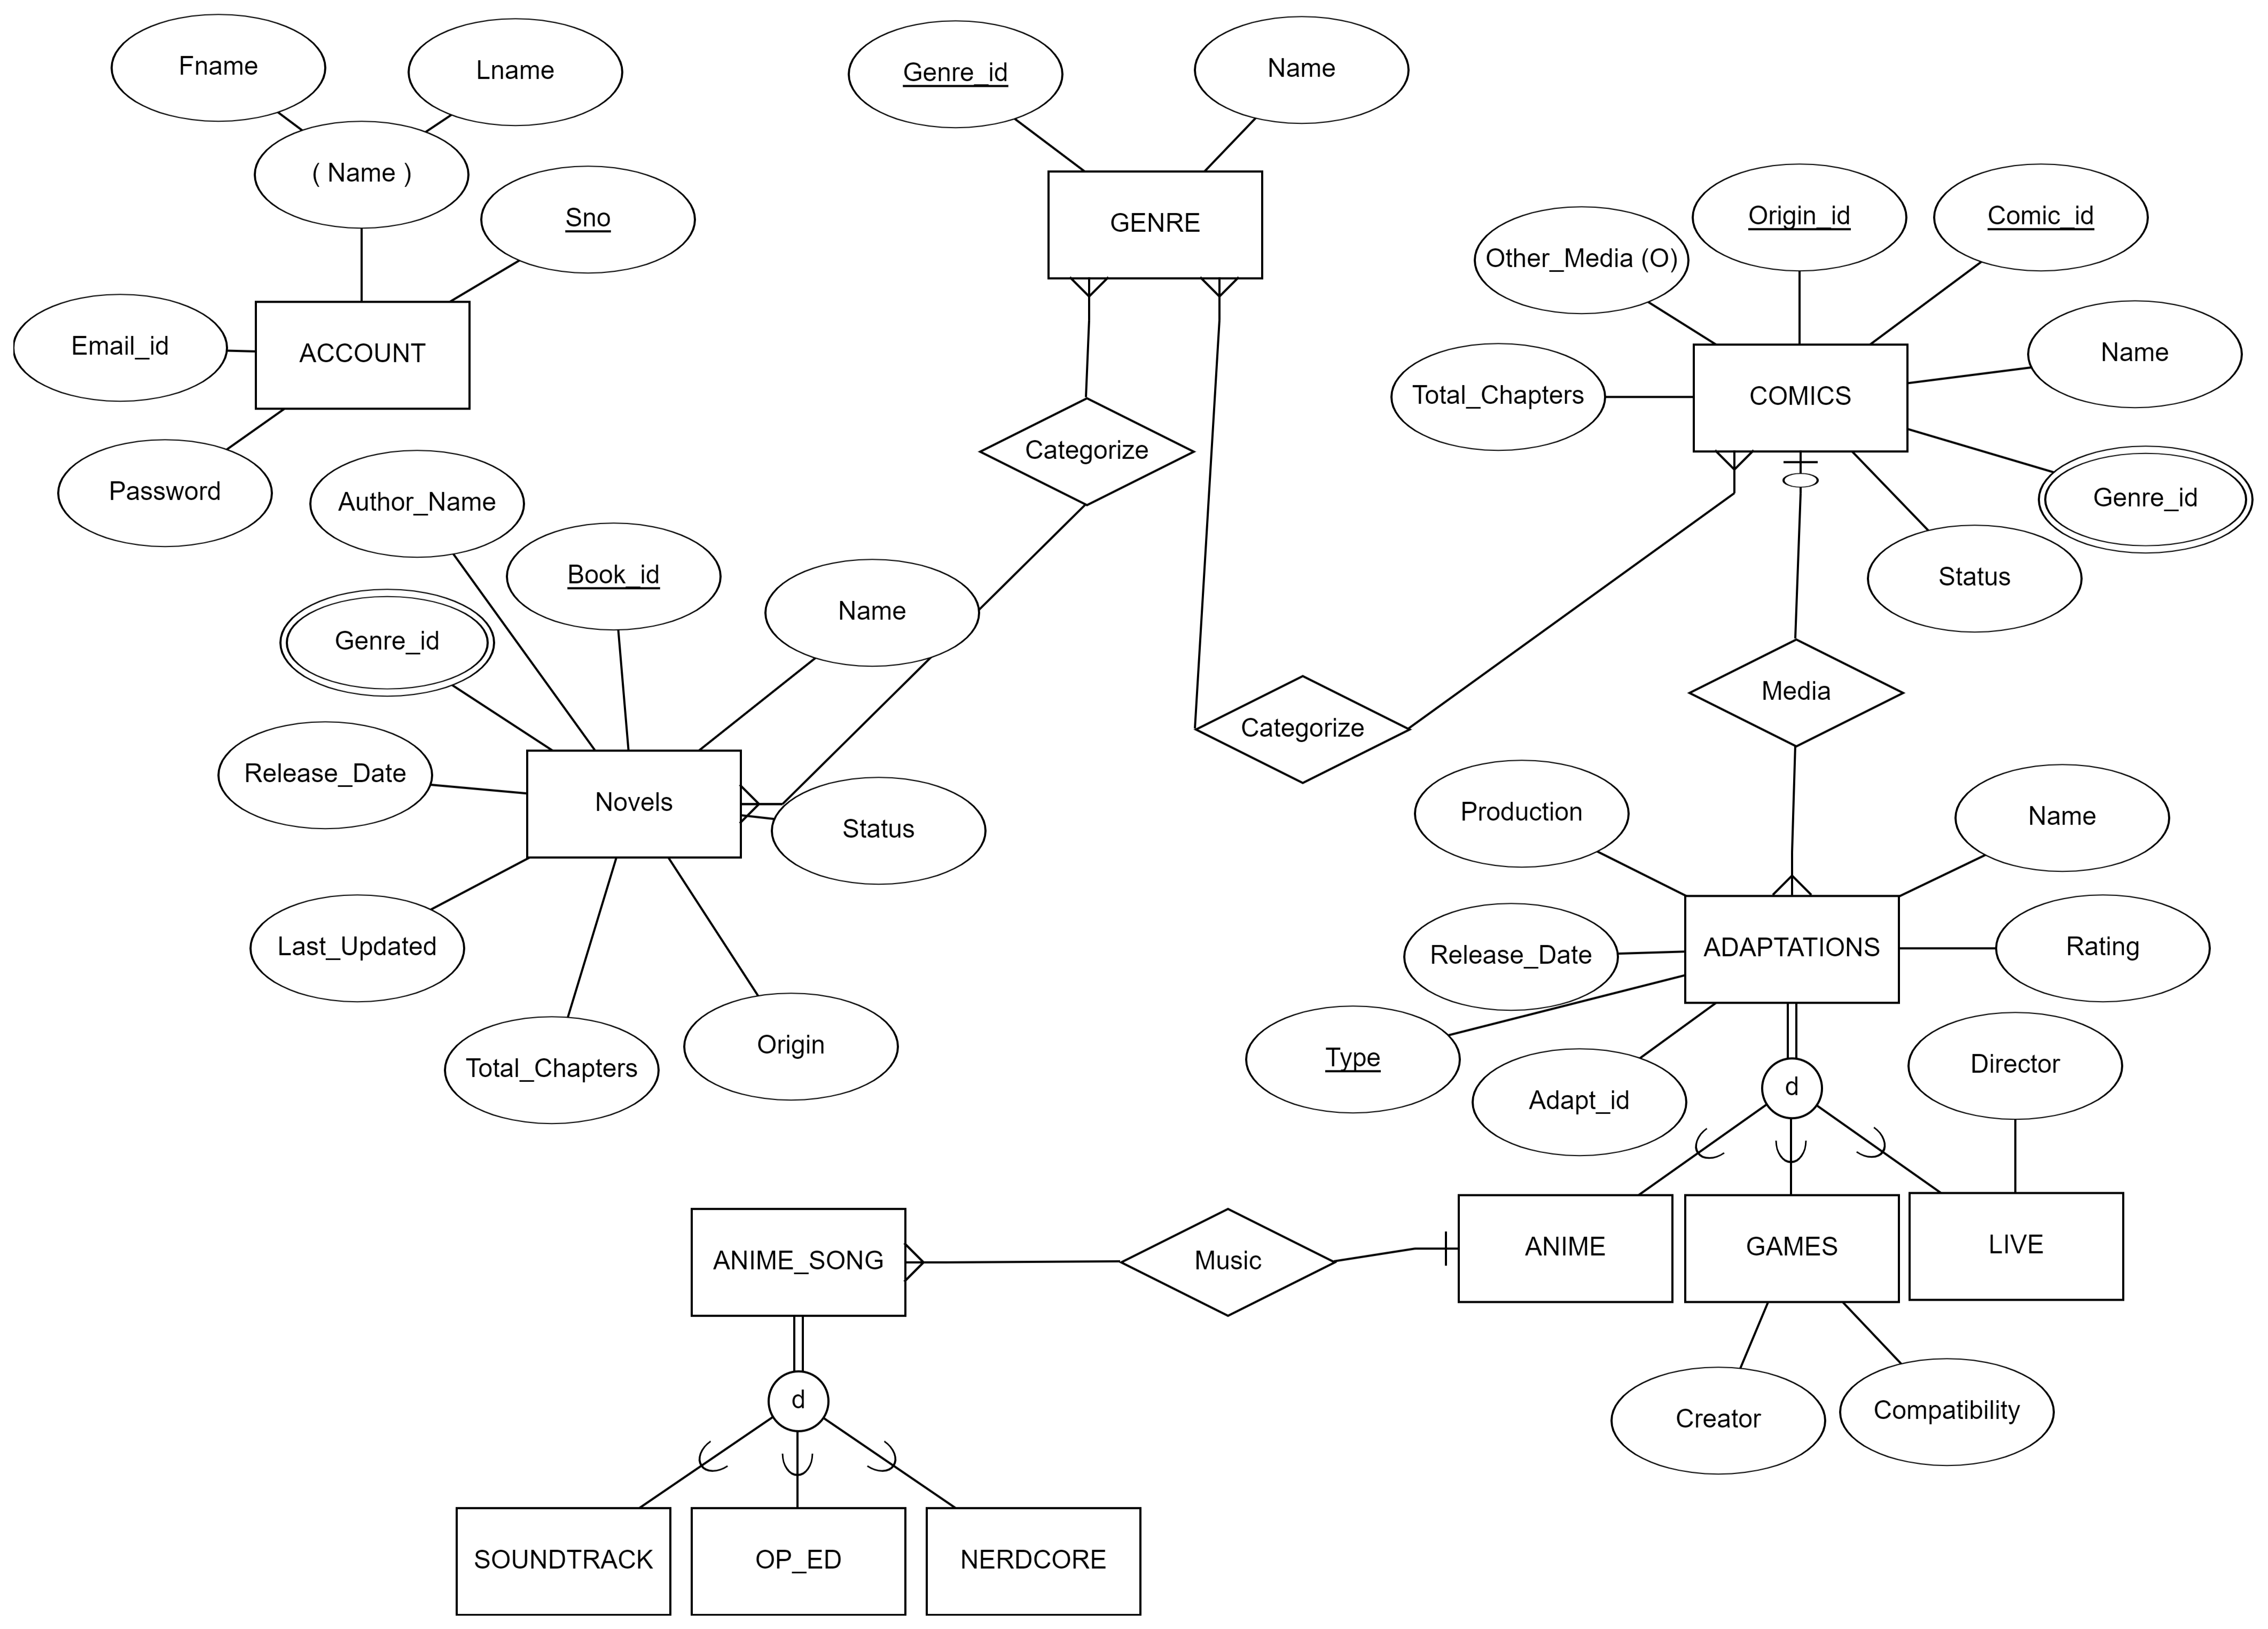 Fname
Lname
( Name )
Sno
Email_id
ACCOUNT
Password
Genre_id
Name
GENRE
Categorize
Origin_id
Comic_id
Other_Media (O)
Name
Total_Chapters
COMICS
Genre_id
Status
Author_Name
Book_id
Name
Genre_id
Release_Date
Novels
Status
Last_Updated
Total_Chapters
Origin
Categorize
Media
Production
Name
Release_Date
ADAPTATIONS
Rating
Type
Adapt_id
d
Director
ANIME_SONG
Music
ANIME
GAMES
LIVE
Creator
Compatibility
d
SOUNDTRACK
OP_ED
NERDCORE